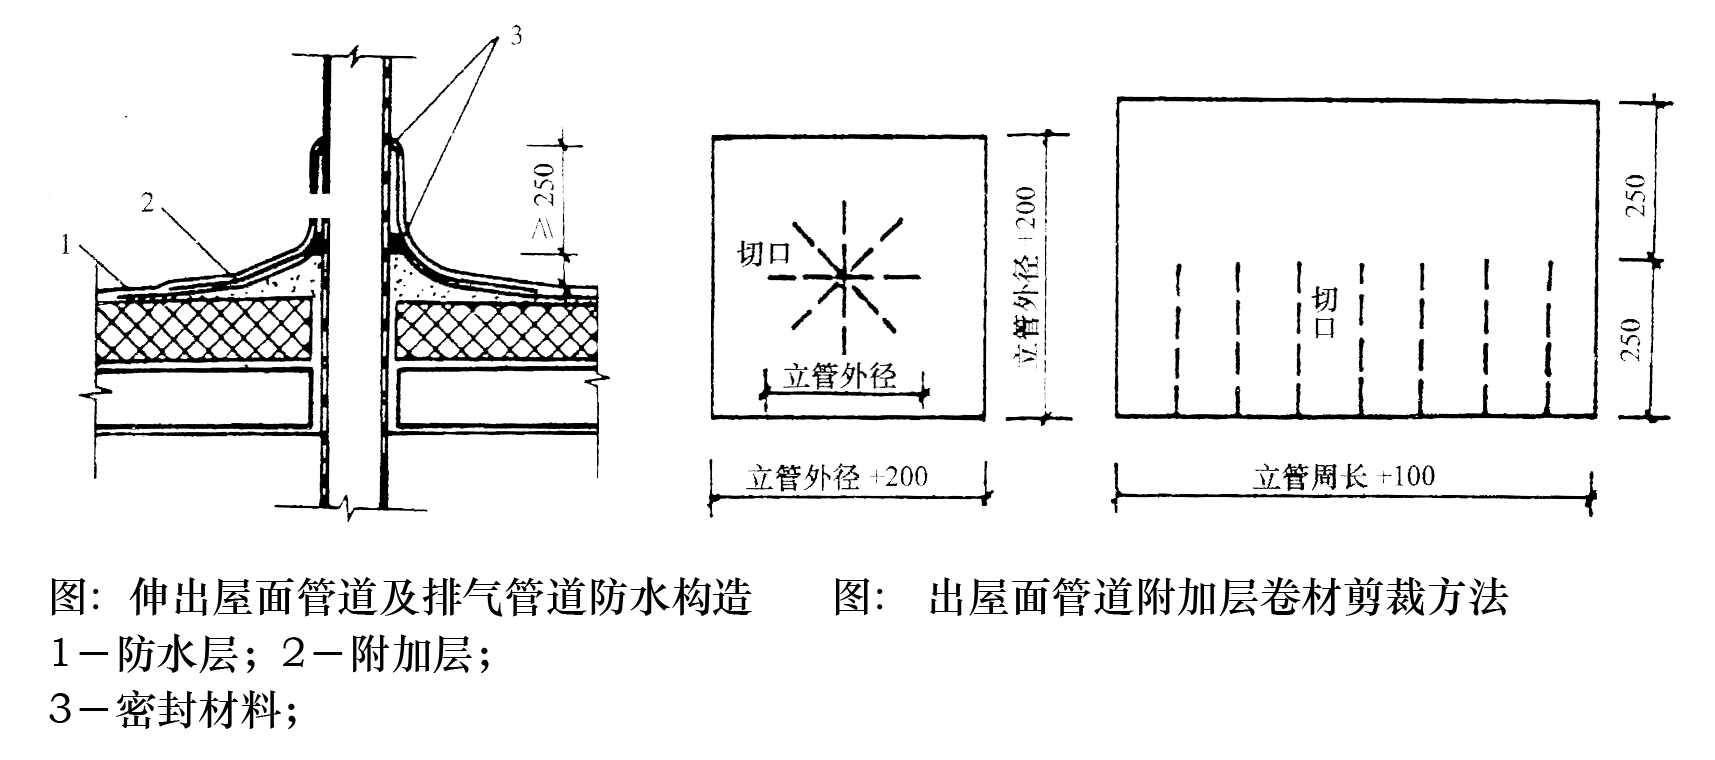 3
2
1
≥250
切口
立管外径
立管外径+200
立管外径+200
切口
250
250
立管周长+100
图：伸出屋面管道及排气管道防水构造
图： 出屋面管道附加层卷材剪裁方法
1－防水层；2－附加层；
3－密封材料；